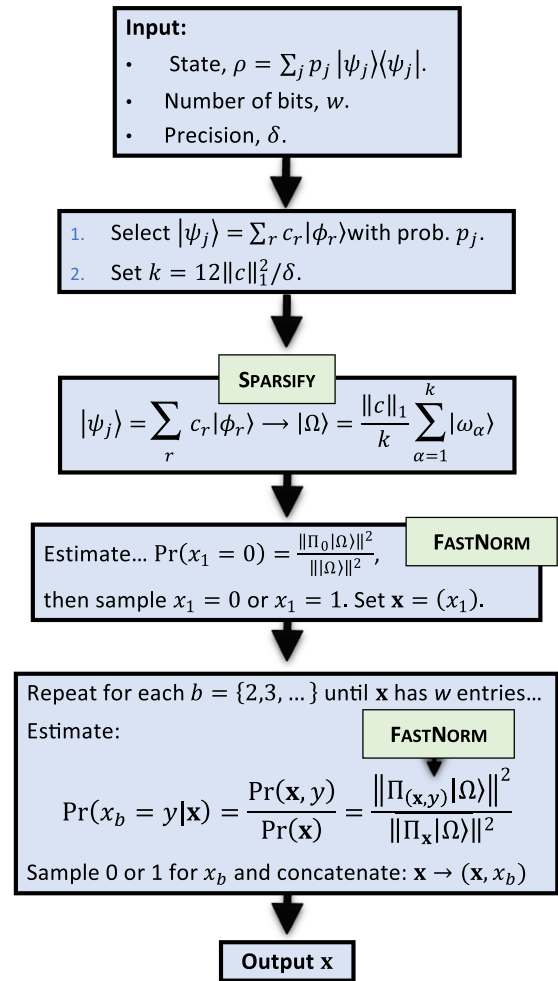 Input:
• State, ρ = ∑_j p_j |ψ_j⟩⟨ψ_j|.
• Number of bits, w.
• Precision, δ.
1. Select |ψ_j⟩ = ∑_r c_r|ϕ_r⟩with prob. p_j.
2. Set k = 12‖c‖₁²/δ.
SPARSIFY
|ψ_j⟩ = ∑_r c_r|ϕ_r⟩ → |Ω⟩ = ‖c‖₁/k ∑_{α=1}^{k} |ω_α⟩
FASTNORM
Estimate... Pr(x₁ = 0) = ‖Π₀|Ω⟩‖²/‖|Ω⟩‖²,
then sample x₁ = 0 or x₁ = 1. Set 𝐱 = (x₁).
Repeat for each b = {2,3, … } until 𝐱 has w entries...
Estimate:
FASTNORM
Pr(x_b = y|𝐱) = Pr(𝐱, y)/Pr(𝐱) = ‖Π_(𝐱,y)|Ω⟩‖²/‖Π_𝐱|Ω⟩‖²
Sample 0 or 1 for x_b and concatenate: 𝐱 → (𝐱, x_b)
Output 𝐱